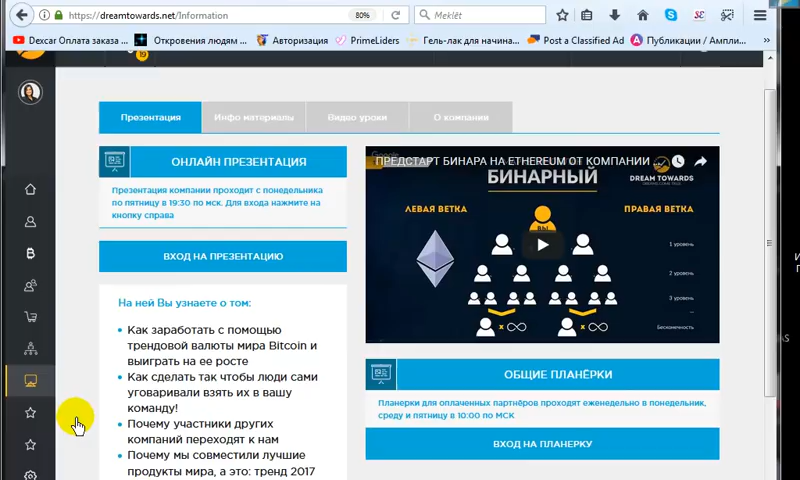 https://dreamtowards.net/Information
80%
Meklēt
Dexcar Оплата заказа ...
Откровения людям ...
Авторизация
PrimeLiders
Гель-лак для начина...
Post a Classified Ad
Публикации / Ампли...
19
Презентация
Инфо материалы
Видео уроки
О компании
ОНЛАЙН ПРЕЗЕНТАЦИЯ
Презентация компании проходит с понедельника
по пятницу в 19:30 по мск. Для входа нажмите на
кнопку справа
ВХОД НА ПРЕЗЕНТАЦИЮ
На ней Вы узнаете о том:
Как заработать с помощью
трендовой валюты мира Bitcoin и
выиграть на ее росте
Как сделать так чтобы люди сами
уговаривали взять их в вашу
команду!
Почему участники других
компаний переходят к нам
Почему мы совместили лучшие
продукты мира, а это: тренд 2017
ПРЕДСТАРТ БИНАРА НА ETHEREUM ОТ КОМПАНИИ ...
БИНАРНЫЙ
DREAM TOWARDS
ЛЕВАЯ ВЕТКА
ПРАВАЯ ВЕТКА
ВЫ
1 уровень
2 уровень
3 уровень
...
Бесконечность
x ∞
x ∞
ОБЩИЕ ПЛАНЁРКИ
Планерки для оплаченных партнёров проходят еженедельно в понедельник,
среду и пятницу в 10:00 по МСК
ВХОД НА ПЛАНЕРКУ